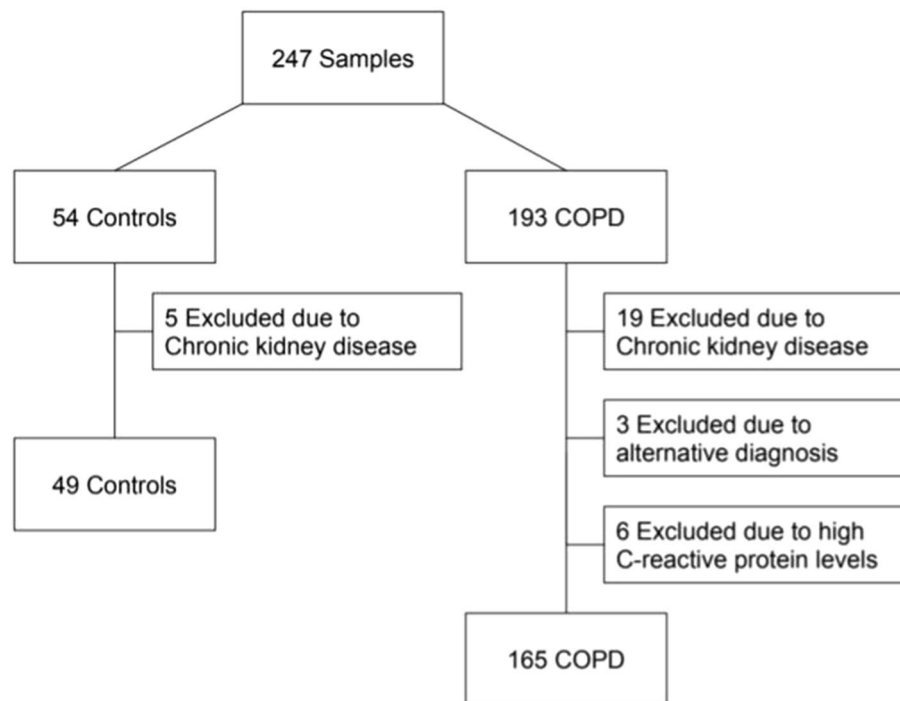 247 Samples
54 Controls
193 COPD
5 Excluded due to
Chronic kidney disease
19 Excluded due to
Chronic kidney disease
3 Excluded due to
alternative diagnosis
49 Controls
6 Excluded due to high
C-reactive protein levels
165 COPD